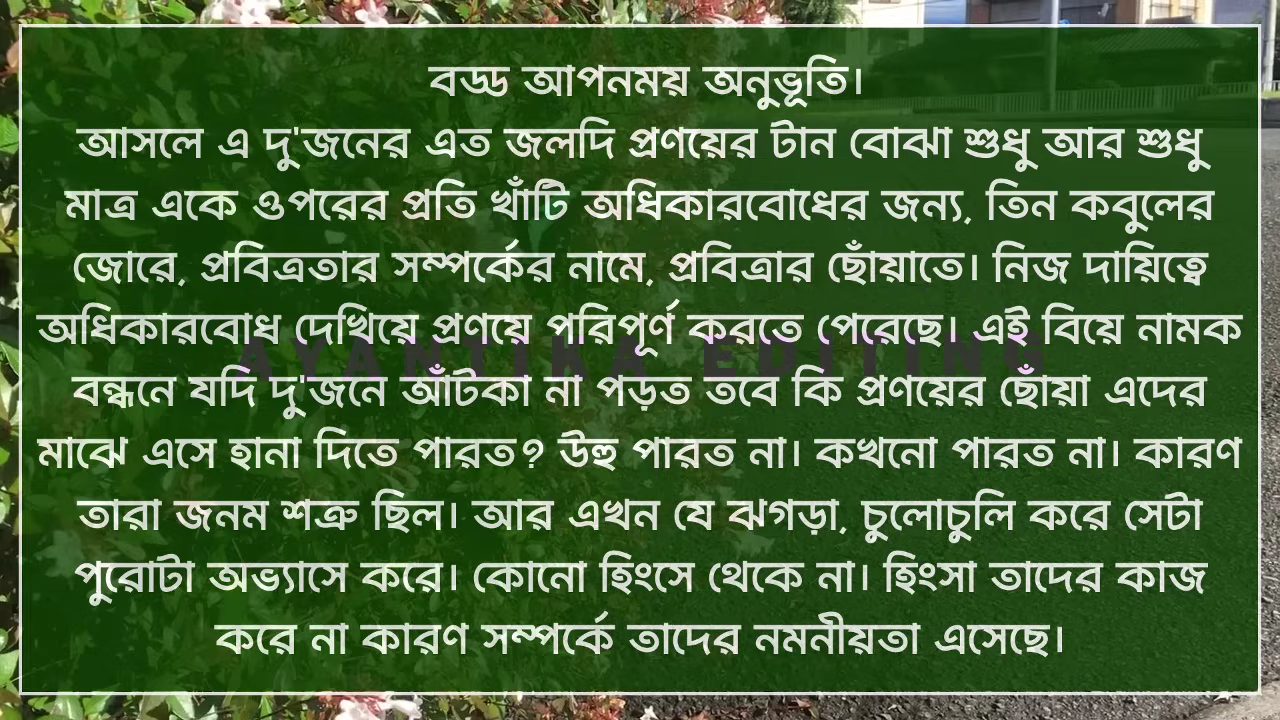 বড্ড আপনময় অনুভূতি।
আসলে এ দু'জনের এত জলদি প্রণয়ের টান বোঝা শুধু আর শুধু
মাত্র একে ওপরের প্রতি খাঁটি অধিকারবোধের জন্য, তিন কবুলের
জোরে, প্রবিত্রতার সম্পর্কের নামে, প্রবিত্রার ছোঁয়াতে। নিজ দায়িত্বে
অধিকারবোধ দেখিয়ে প্রণয়ে পরিপূর্ণ করতে পেরেছে। এই বিয়ে নামক
AYANTIKA EDITING
বন্ধনে যদি দু'জনে আঁটকা না পড়ত তবে কি প্রণয়ের ছোঁয়া এদের
মাঝে এসে হানা দিতে পারত? উহু পারত না। কখনো পারত না। কারণ
তারা জনম শত্রু ছিল। আর এখন যে ঝগড়া, চুলোচুলি করে সেটা
পুরোটা অভ্যাসে করে। কোনো হিংসে থেকে না। হিংসা তাদের কাজ
করে না কারণ সম্পর্কে তাদের নমনীয়তা এসেছে।